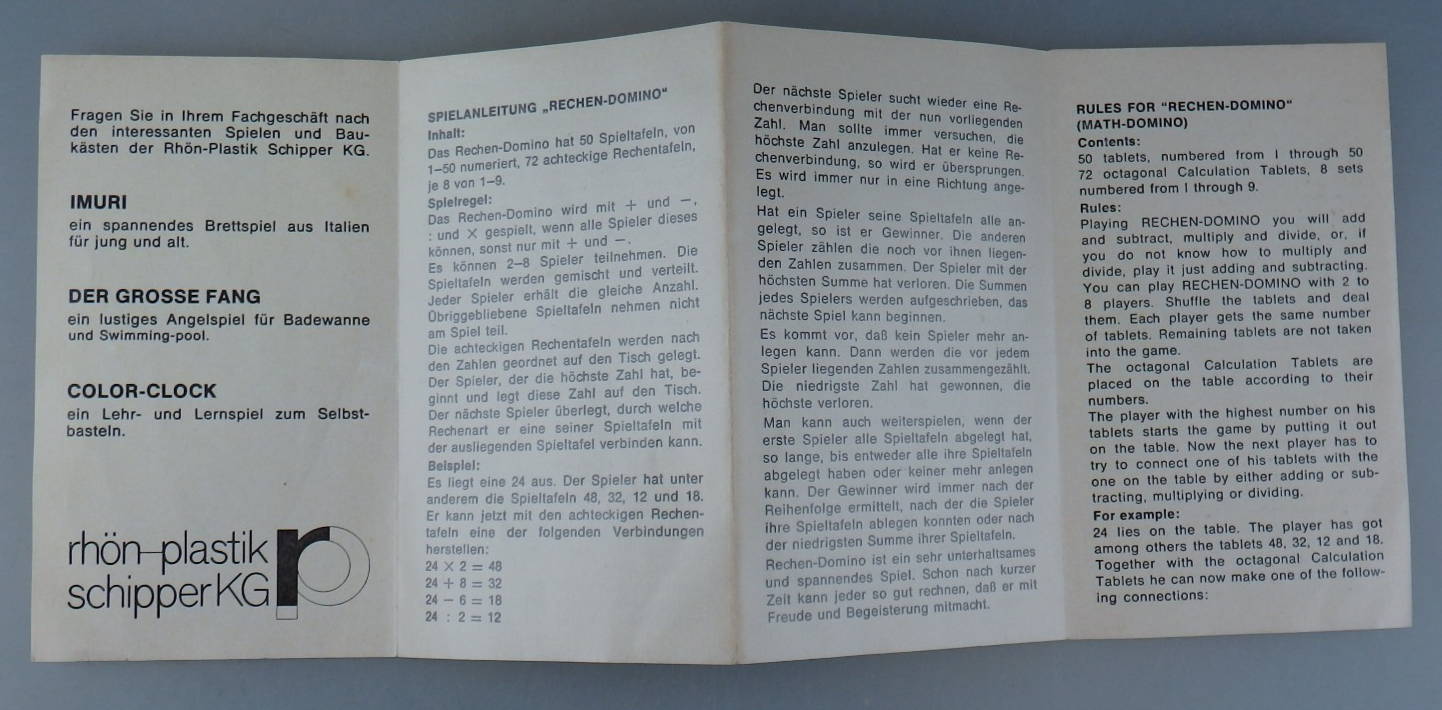 Fragen Sie in Ihrem Fachgeschäft nach
den interessanten Spielen und Bau-
kästen der Rhön-Plastik Schipper KG.
IMURI
ein spannendes Brettspiel aus Italien
für jung und alt.
DER GROSSE FANG
ein lustiges Angelspiel für Badewanne
und Swimming-pool.
COLOR-CLOCK
ein Lehr- und Lernspiel zum Selbst-
basteln.
rhön-plastik
schipper KG
SPIELANLEITUNG „RECHEN-DOMINO"
Inhalt:
Das Rechen-Domino hat 50 Spieltafeln, von
1–50 numeriert, 72 achteckige Rechentafeln,
je 8 von 1–9.
Spielregel:
Das Rechen-Domino wird mit + und −,
: und × gespielt, wenn alle Spieler dieses
können, sonst nur mit + und −.
Es können 2–8 Spieler teilnehmen. Die
Spieltafeln werden gemischt und verteilt.
Jeder Spieler erhält die gleiche Anzahl.
Übriggebliebene Spieltafeln nehmen nicht
am Spiel teil.
Die achteckigen Rechentafeln werden nach
den Zahlen geordnet auf den Tisch gelegt.
Der Spieler, der die höchste Zahl hat, be-
ginnt und legt diese Zahl auf den Tisch.
Der nächste Spieler überlegt, durch welche
Rechenart er eine seiner Spieltafeln mit
der ausliegenden Spieltafel verbinden kann.
Beispiel:
Es liegt eine 24 aus. Der Spieler hat unter
anderem die Spieltafeln 48, 32, 12 und 18.
Er kann jetzt mit den achteckigen Rechen-
tafeln eine der folgenden Verbindungen
herstellen:
24 × 2 = 48
24 + 8 = 32
24 − 6 = 18
24 : 2 = 12
Der nächste Spieler sucht wieder eine Re-
chenverbindung mit der nun vorliegenden
Zahl. Man sollte immer versuchen, die
höchste Zahl anzulegen. Hat er keine Re-
chenverbindung, so wird er übersprungen.
Es wird immer nur in eine Richtung ange-
legt.
Hat ein Spieler seine Spieltafeln alle an-
gelegt, so ist er Gewinner. Die anderen
Spieler zählen die noch vor ihnen liegen-
den Zahlen zusammen. Der Spieler mit der
höchsten Summe hat verloren. Die Summen
jedes Spielers werden aufgeschrieben, das
nächste Spiel kann beginnen.
Es kommt vor, daß kein Spieler mehr an-
legen kann. Dann werden die vor jedem
Spieler liegenden Zahlen zusammengezählt.
Die niedrigste Zahl hat gewonnen, die
höchste verloren.
Man kann auch weiterspielen, wenn der
erste Spieler alle Spieltafeln abgelegt hat,
so lange, bis entweder alle ihre Spieltafeln
abgelegt haben oder keiner mehr anlegen
kann. Der Gewinner wird immer nach der
Reihenfolge ermittelt, nach der die Spieler
ihre Spieltafeln ablegen konnten oder nach
der niedrigsten Summe ihrer Spieltafeln.
Rechen-Domino ist ein sehr unterhaltsames
und spannendes Spiel. Schon nach kurzer
Zeit kann jeder so gut rechnen, daß er mit
Freude und Begeisterung mitmacht.
RULES FOR "RECHEN-DOMINO"
(MATH-DOMINO)
Contents:
50 tablets, numbered from I through 50
72 octagonal Calculation Tablets, 8 sets
numbered from I through 9.
Rules:
Playing RECHEN-DOMINO you will add
and subtract, multiply and divide, or, if
you do not know how to multiply and
divide, play it just adding and subtracting.
You can play RECHEN-DOMINO with 2 to
8 players. Shuffle the tablets and deal
them. Each player gets the same number
of tablets. Remaining tablets are not taken
into the game.
The octagonal Calculation Tablets are
placed on the table according to their
numbers.
The player with the highest number on his
tablets starts the game by putting it out
on the table. Now the next player has to
try to connect one of his tablets with the
one on the table by either adding or sub-
tracting, multiplying or dividing.
For example:
24 lies on the table. The player has got
among others the tablets 48, 32, 12 and 18.
Together with the octagonal Calculation
Tablets he can now make one of the follow-
ing connections: